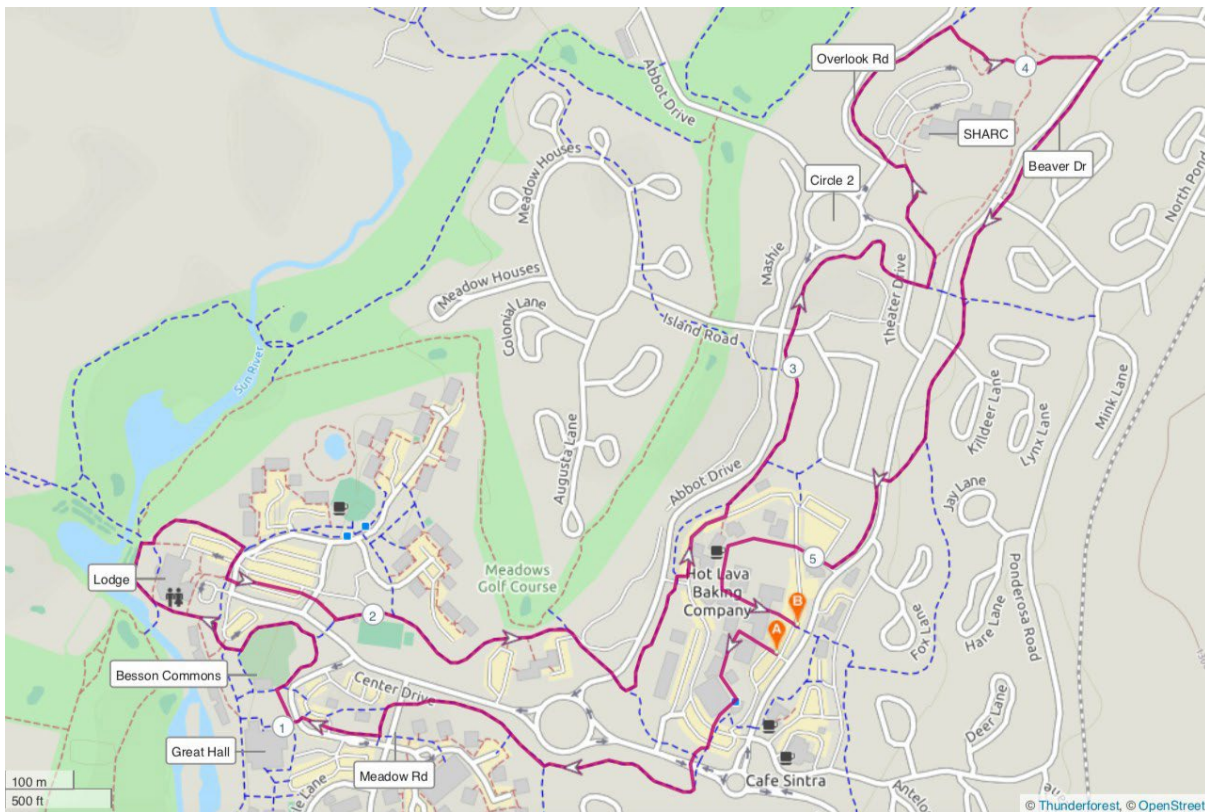 Overlook Rd
4
Abbot Drive
SHARC
Beaver Dr
Meadow Houses
Circle 2
North Pond
Mashie
Meadow Houses
Colonial Lane
Theater Drive
Island Road
Sun River
3
Killdeer Lane
Lynx Lane
Mink Lane
Augusta Lane
Abbot Drive
Jay Lane
5
Meadows
Golf Course
Hot Lava
Baking
Company
Lodge
2
B
A
Fox Lane
Hare Lane
Ponderosa Road
Besson Commons
Center Drive
1
Great Hall
Meadow Rd
Deer Lane
100 m
500 ft
Cafe Sintra
© Thunderforest, © OpenStreet